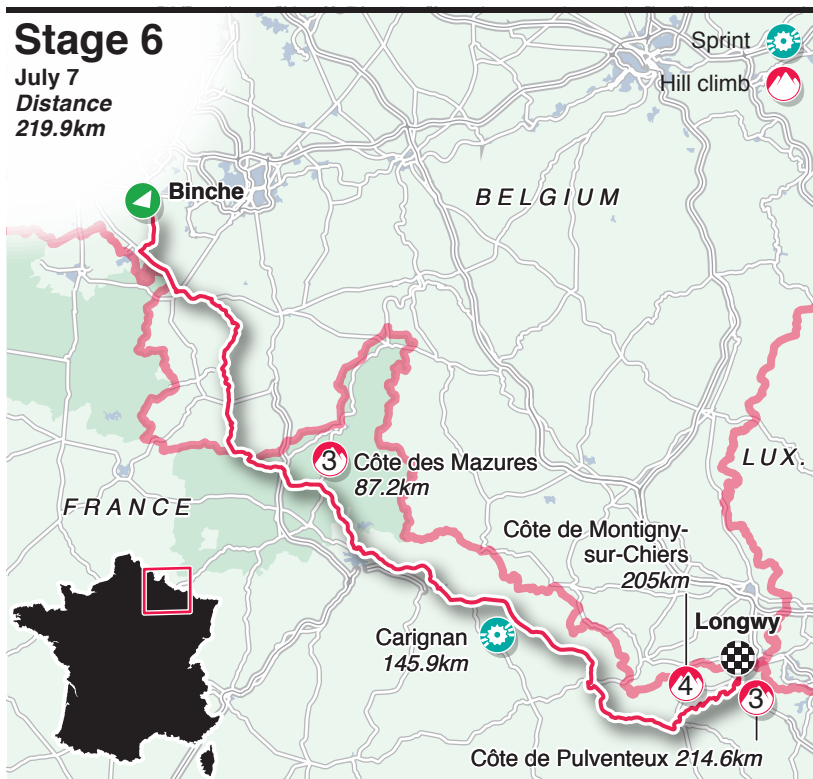 Stage 6
July 7
Distance
219.9km
Sprint
Hill climb
Binche
BELGIUM
3
Côte des Mazures
87.2km
LUX.
FRANCE
Côte de Montigny-
sur-Chiers
205km
Longwy
Carignan
145.9km
4
3
Côte de Pulventeux 214.6km